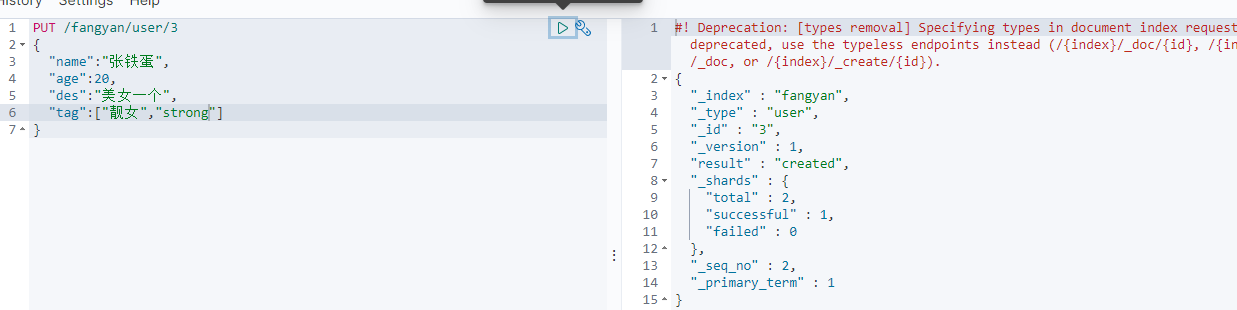 History Settings Help
1 PUT /fangyan/user/3
2 {
3 "name":"张铁蛋",
4 "age":20,
5 "des":"美女一个",
6 "tag":["靓女","strong"]
7 }
1 #! Deprecation: [types removal] Specifying types in document index request
deprecated, use the typeless endpoints instead (/{index}/_doc/{id}, /{in
/_doc, or /{index}/_create/{id}).
2 {
3 "_index" : "fangyan",
4 "_type" : "user",
5 "_id" : "3",
6 "_version" : 1,
7 "result" : "created",
8 "_shards" : {
9 "total" : 2,
10 "successful" : 1,
11 "failed" : 0
12 },
13 "_seq_no" : 2,
14 "_primary_term" : 1
15 }